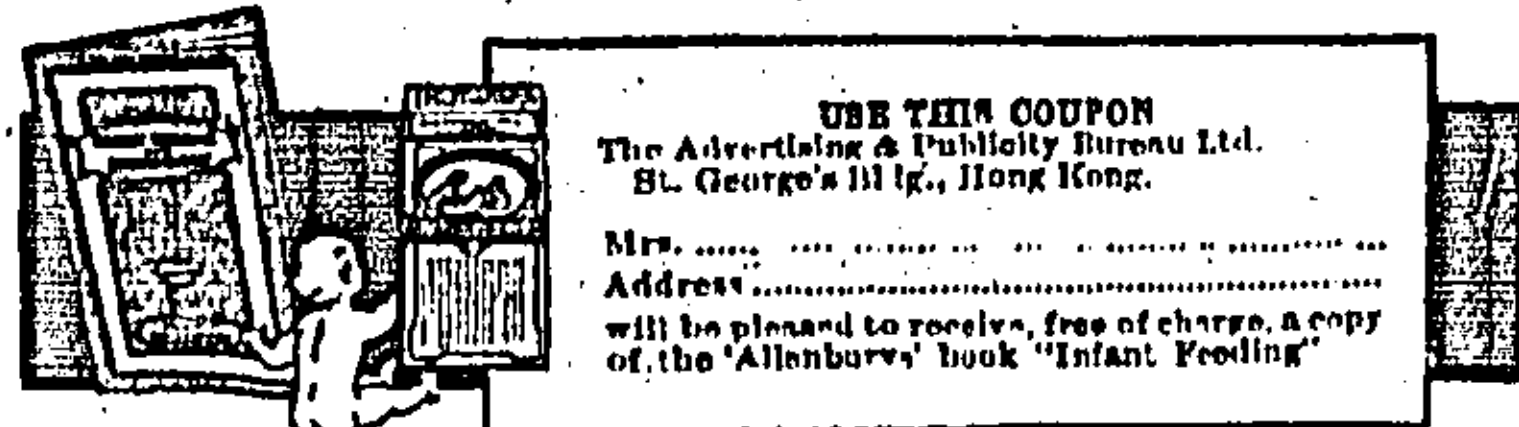 USE THIS COUPON
The Advertising & Publicity Bureau Ltd.
St. George's Bldg., Hong Kong.
Mrs. ..................................................
Address ..................................................
will be pleased to receive, free of charge, a copy
of the 'Allenburys' book "Infant Feeding"